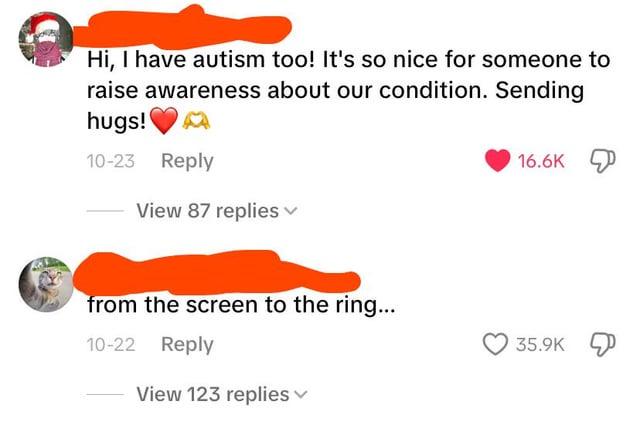 Hi, I have autism too! It's so nice for someone to
raise awareness about our condition. Sending
hugs!❤️🫶
10-23 Reply 16.6K
View 87 replies
from the screen to the ring...
10-22 Reply 35.9K
View 123 replies